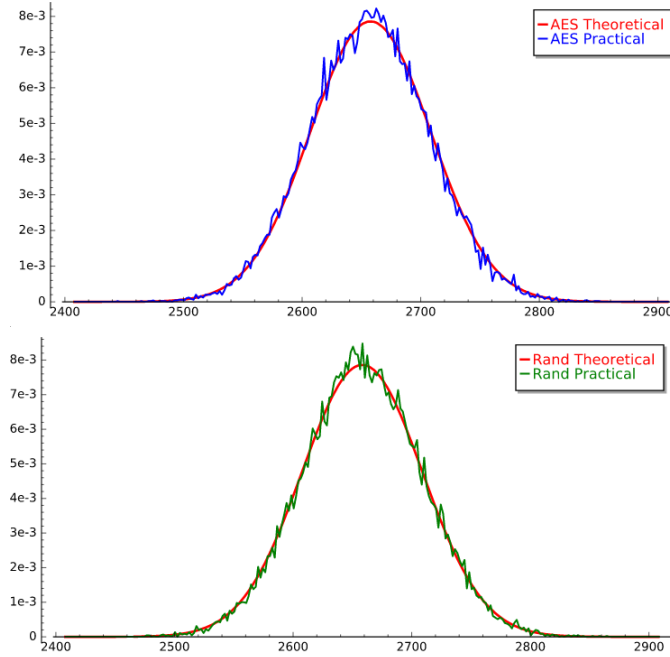 8e-3
7e-3
6e-3
5e-3
4e-3
3e-3
2e-3
1e-3
0
2400 2500 2600 2700 2800 2900
AES Theoretical
AES Practical
8e-3
7e-3
6e-3
5e-3
4e-3
3e-3
2e-3
1e-3
0
2400 2500 2600 2700 2800 2900
Rand Theoretical
Rand Practical